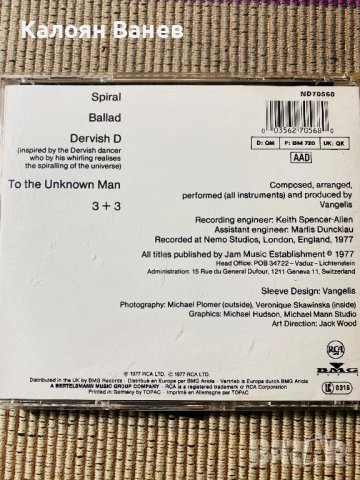 Калоян Ванев
ND70568
Spiral
Ballad
Dervish D
(inspired by the Dervish dancer
who by his whirling realises
the spiralling of the universe)
To the Unknown Man
3 + 3
0 03562 70568 0
D: QM F: BM 720 UK: QK
AAD
Composed, arranged,
performed (all instruments) and produced by
Vangelis
Recording engineer: Keith Spencer-Allen
Assistant engineer: Marlis Duncklau
Recorded at Nemo Studios, London, England, 1977
All titles published by Jam Music Establishment ℗ 1977
Head Office: POB 34722 - Vaduz - Lichtenstein
Administration: 15 Rue du General Dufour, 1211 Geneva 11, Switzerland
Sleeve Design: Vangelis
Photography: Michael Plomer (outside), Veronique Skawinska (inside)
Graphics: Michael Hudson, Michael Mann Studio
Art Direction: Jack Wood
℗ 1977 RCA LTD. © 1977 RCA LTD.
Distributed in the UK by BMG Records - Distribué en Europe par BMG Ariola - Vertrieb in Europa durch BMG Ariola
A BERTELSMANN MUSIC GROUP COMPANY - RCA is a registered trademark of RCA Corporation
Printed in Germany by TOPAC - Imprimé en Allemagne par TOPAC
RCA
BMG
LC 0316